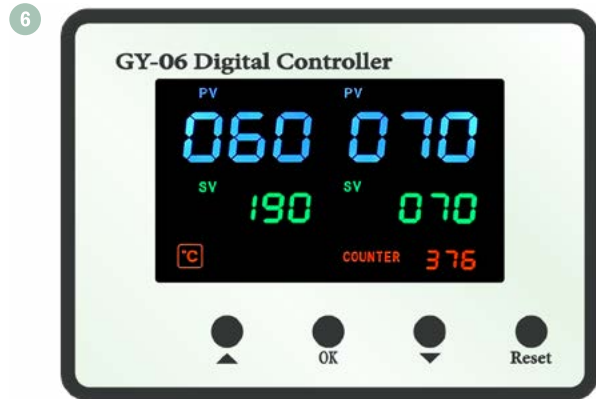 6
GY-06 Digital Controller
PV PV
060 070
SV SV
190 070
°C COUNTER 376
▲ OK ▼ Reset